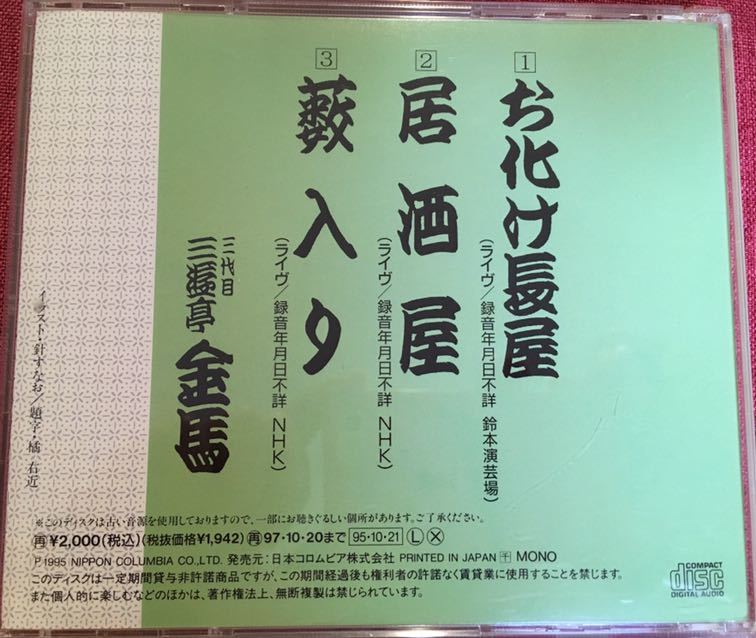 1
お化け長屋
（ライヴ／録音年月日不詳 鈴本演芸場）
2
居酒屋
（ライヴ／録音年月日不詳 NHK）
3
藪入り
（ライヴ／録音年月日不詳 NHK）
三代目
三遊亭 金馬
イラスト・針すなお／題字・橘 右近
※このディスクは古い音源を使用しておりますので、一部にお聴きぐるしい個所があります。ご了承ください。
再¥2,000(税込)(税抜価格¥1,942) 再97・10・20まで 95・10・21 Ⓛ Ⓧ
Ⓟ1995 NIPPON COLUMBIA CO.,LTD. 発売元：日本コロムビア株式会社 PRINTED IN JAPAN 千 MONO
このディスクは一定期間貸与非許諾商品ですが、この期間経過後も権利者の許諾なく賃貸業に使用することを禁じます。
また個人的に楽しむなどのほかは、著作権法上、無断複製は禁じられています。
COMPACT
disc
DIGITAL AUDIO